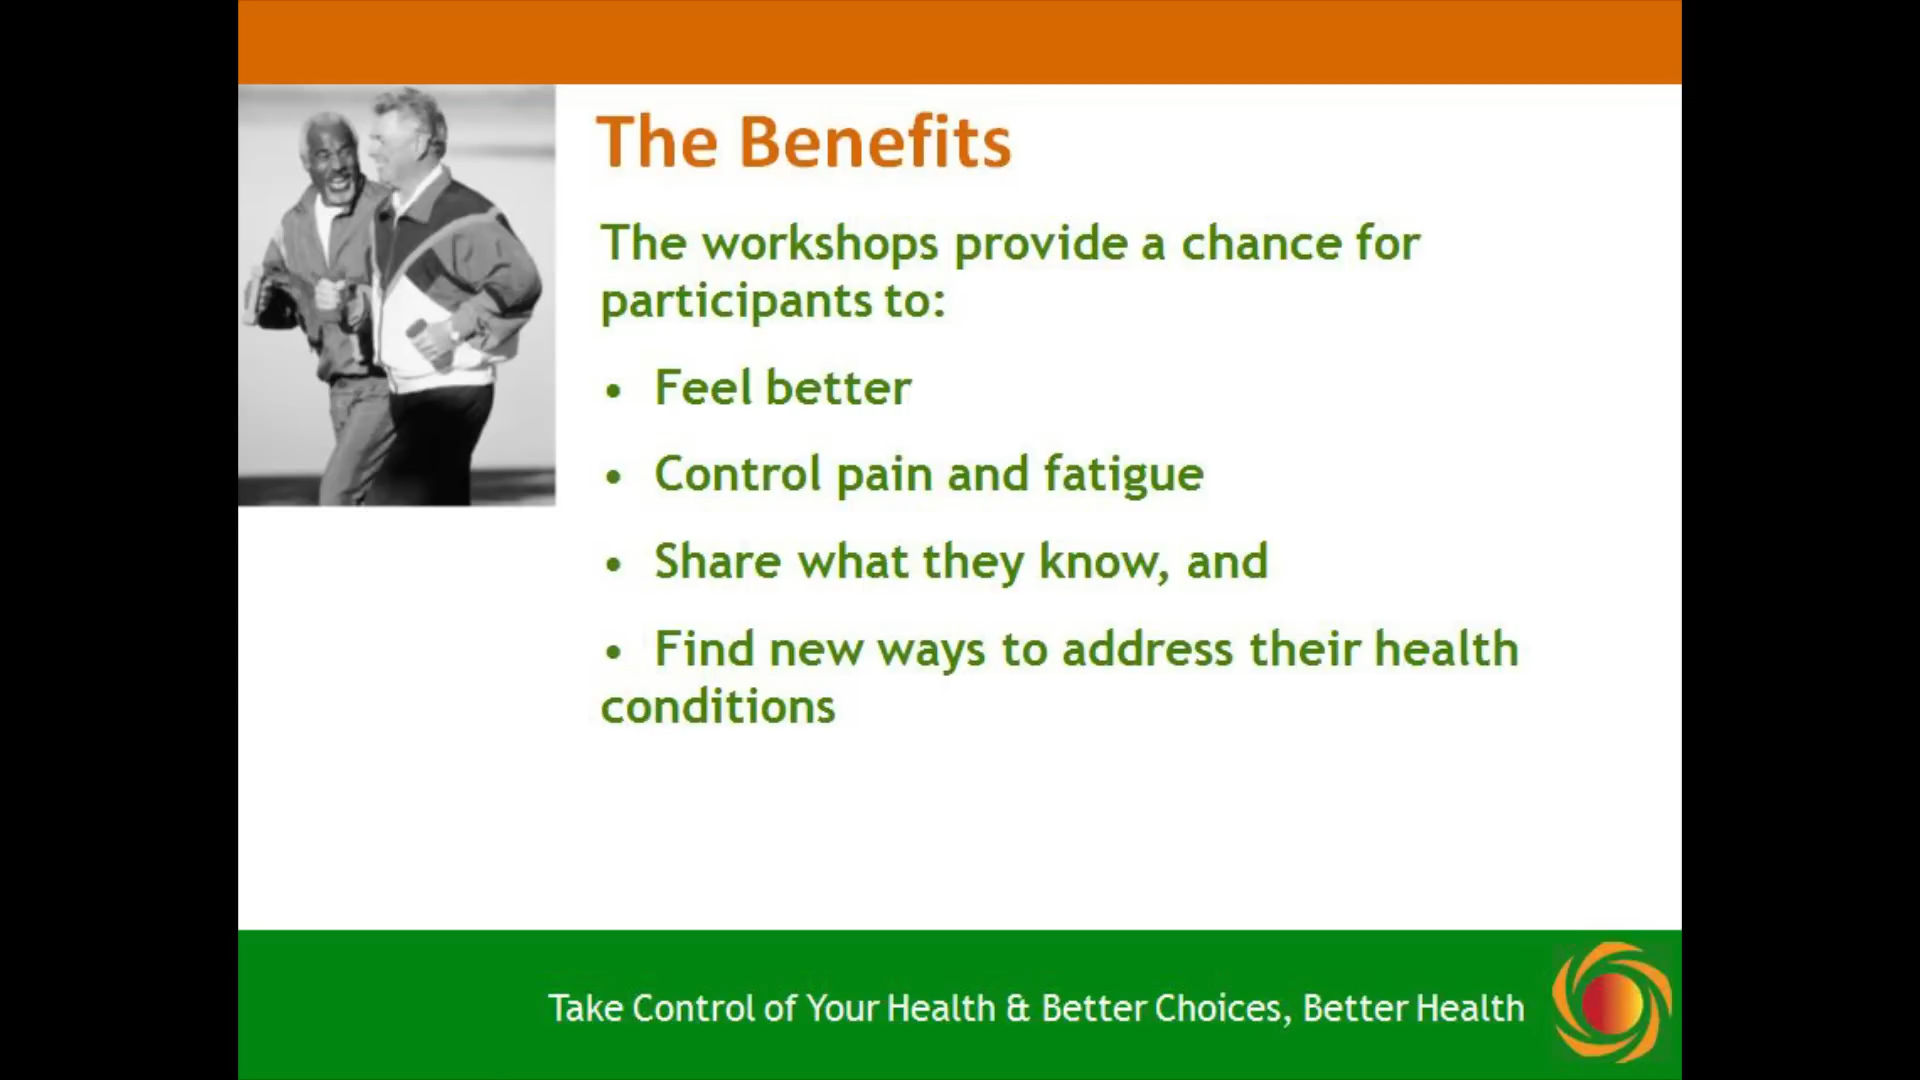 The Benefits
The workshops provide a chance for
participants to:
• Feel better
• Control pain and fatigue
• Share what they know, and
• Find new ways to address their health
conditions
Take Control of Your Health & Better Choices, Better Health